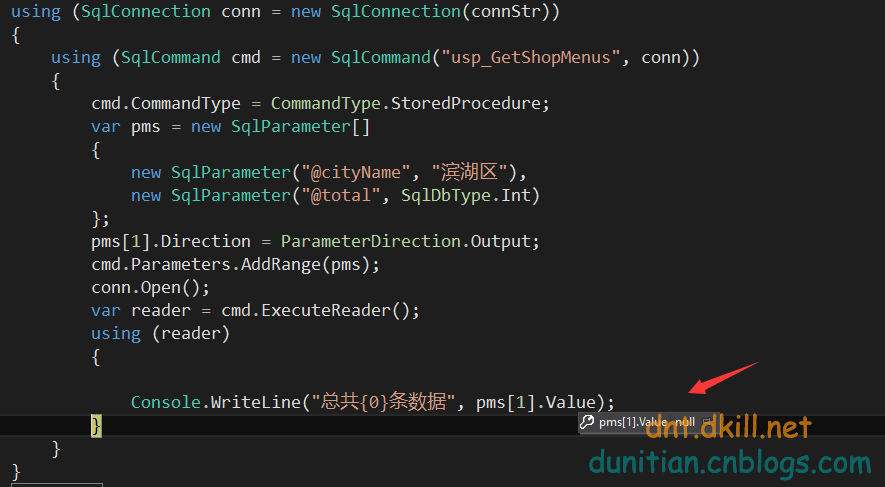 using (SqlConnection conn = new SqlConnection(connStr))
{
    using (SqlCommand cmd = new SqlCommand("usp_GetShopMenus", conn))
    {
        cmd.CommandType = CommandType.StoredProcedure;
        var pms = new SqlParameter[]
        {
            new SqlParameter("@cityName", "滨湖区"),
            new SqlParameter("@total", SqlDbType.Int)
        };
        pms[1].Direction = ParameterDirection.Output;
        cmd.Parameters.AddRange(pms);
        conn.Open();
        var reader = cmd.ExecuteReader();
        using (reader)
        {
            Console.WriteLine("总共{0}条数据", pms[1].Value);
        }
pms[1].Value null
dnt.dkill.net
    }
dunitian.cnblogs.com
}